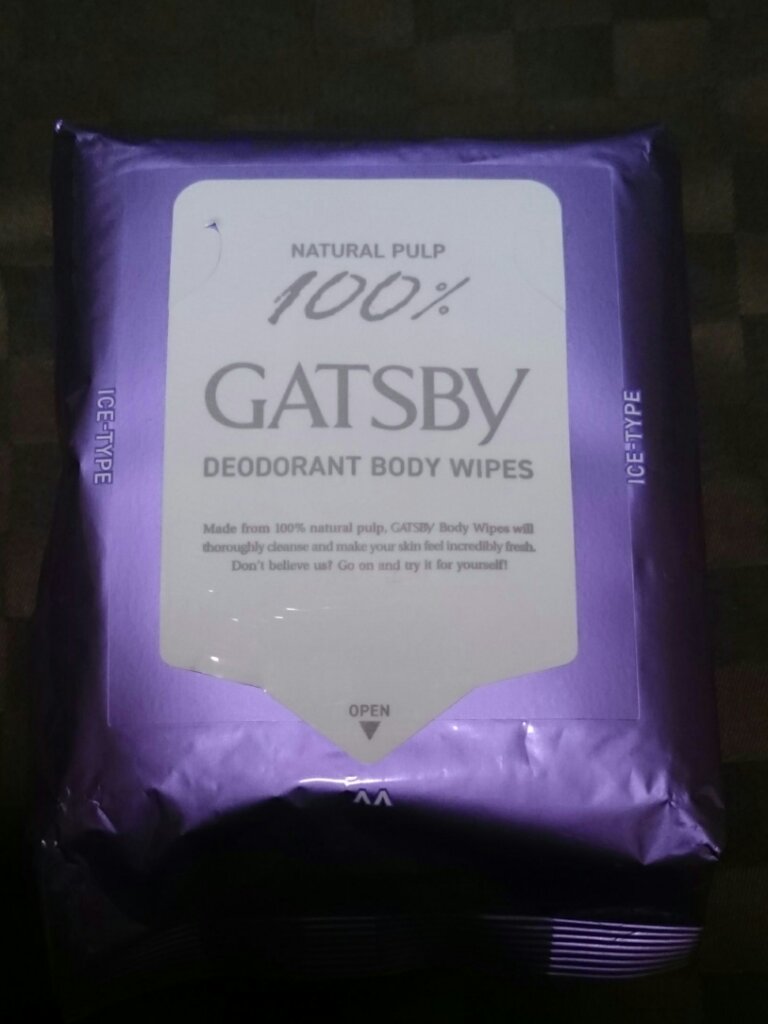 NATURAL PULP
100%
GATSBY
DEODORANT BODY WIPES
ICE-TYPE
ICE-TYPE
Made from 100% natural pulp, GATSBY Body Wipes will
thoroughly cleanse and make your skin feel incredibly fresh.
Don't believe us? Go on and try it for yourself!
OPEN